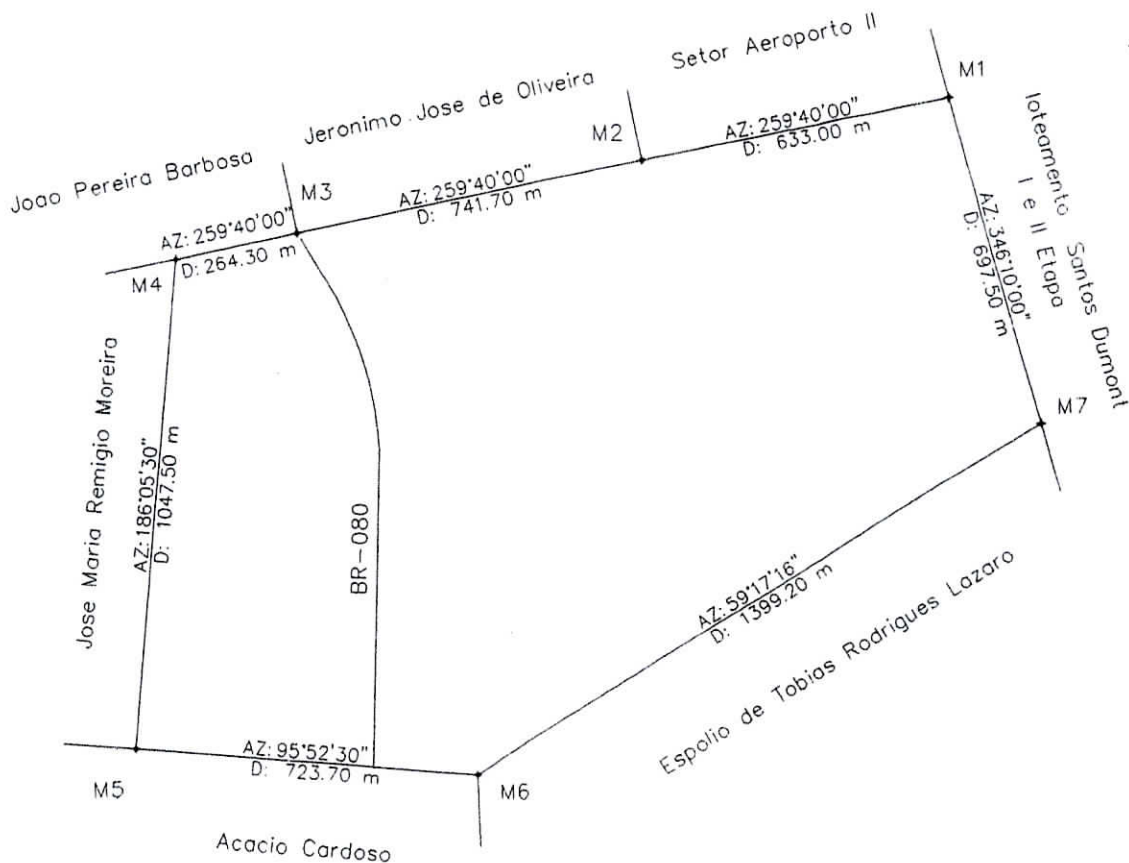 Setor Aeroporto II
M1
Jeronimo Jose de Oliveira
M2
AZ: 259°40'00"
D: 633.00 m
loteamento Santos Dumont
I e II Etapa
Joao Pereira Barbosa
M3
AZ: 259°40'00"
D: 741.70 m
AZ: 259°40'00"
D: 264.30 m
M4
AZ: 346°10'00"
D: 697.50 m
M7
Jose Maria Remigio Moreira
AZ: 186°05'30"
D: 1047.50 m
BR-080
AZ: 59°17'16"
D: 1399.20 m
Espolio de Tobias Rodrigues Lazaro
AZ: 95°52'30"
D: 723.70 m
M5
M6
Acacio Cardoso